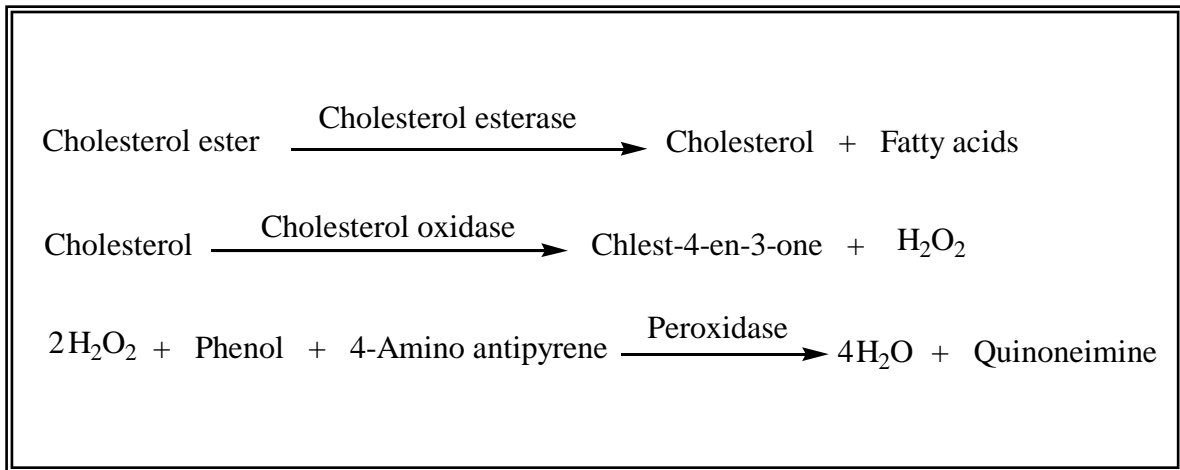 Cholesterol ester Cholesterol esterase Cholesterol + Fatty acids
Cholesterol Cholesterol oxidase Chlest-4-en-3-one + H₂O₂
2H₂O₂ + Phenol + 4-Amino antipyrene Peroxidase 4H₂O + Quinoneimine